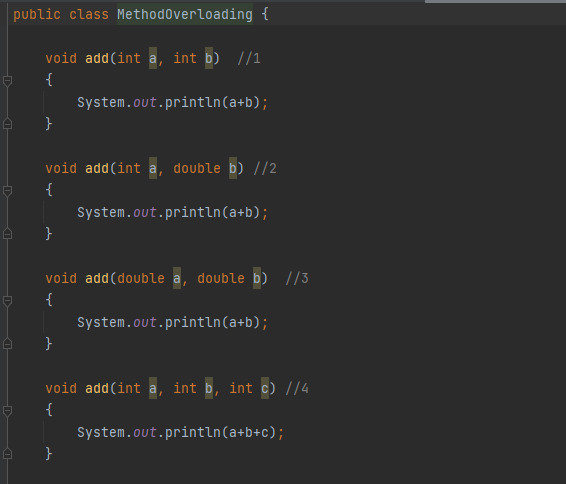 public class MethodOverloading {
void add(int a, int b)  //1
{
System.out.println(a+b);
}
void add(int a, double b) //2
{
System.out.println(a+b);
}
void add(double a, double b)  //3
{
System.out.println(a+b);
}
void add(int a, int b, int c) //4
{
System.out.println(a+b+c);
}